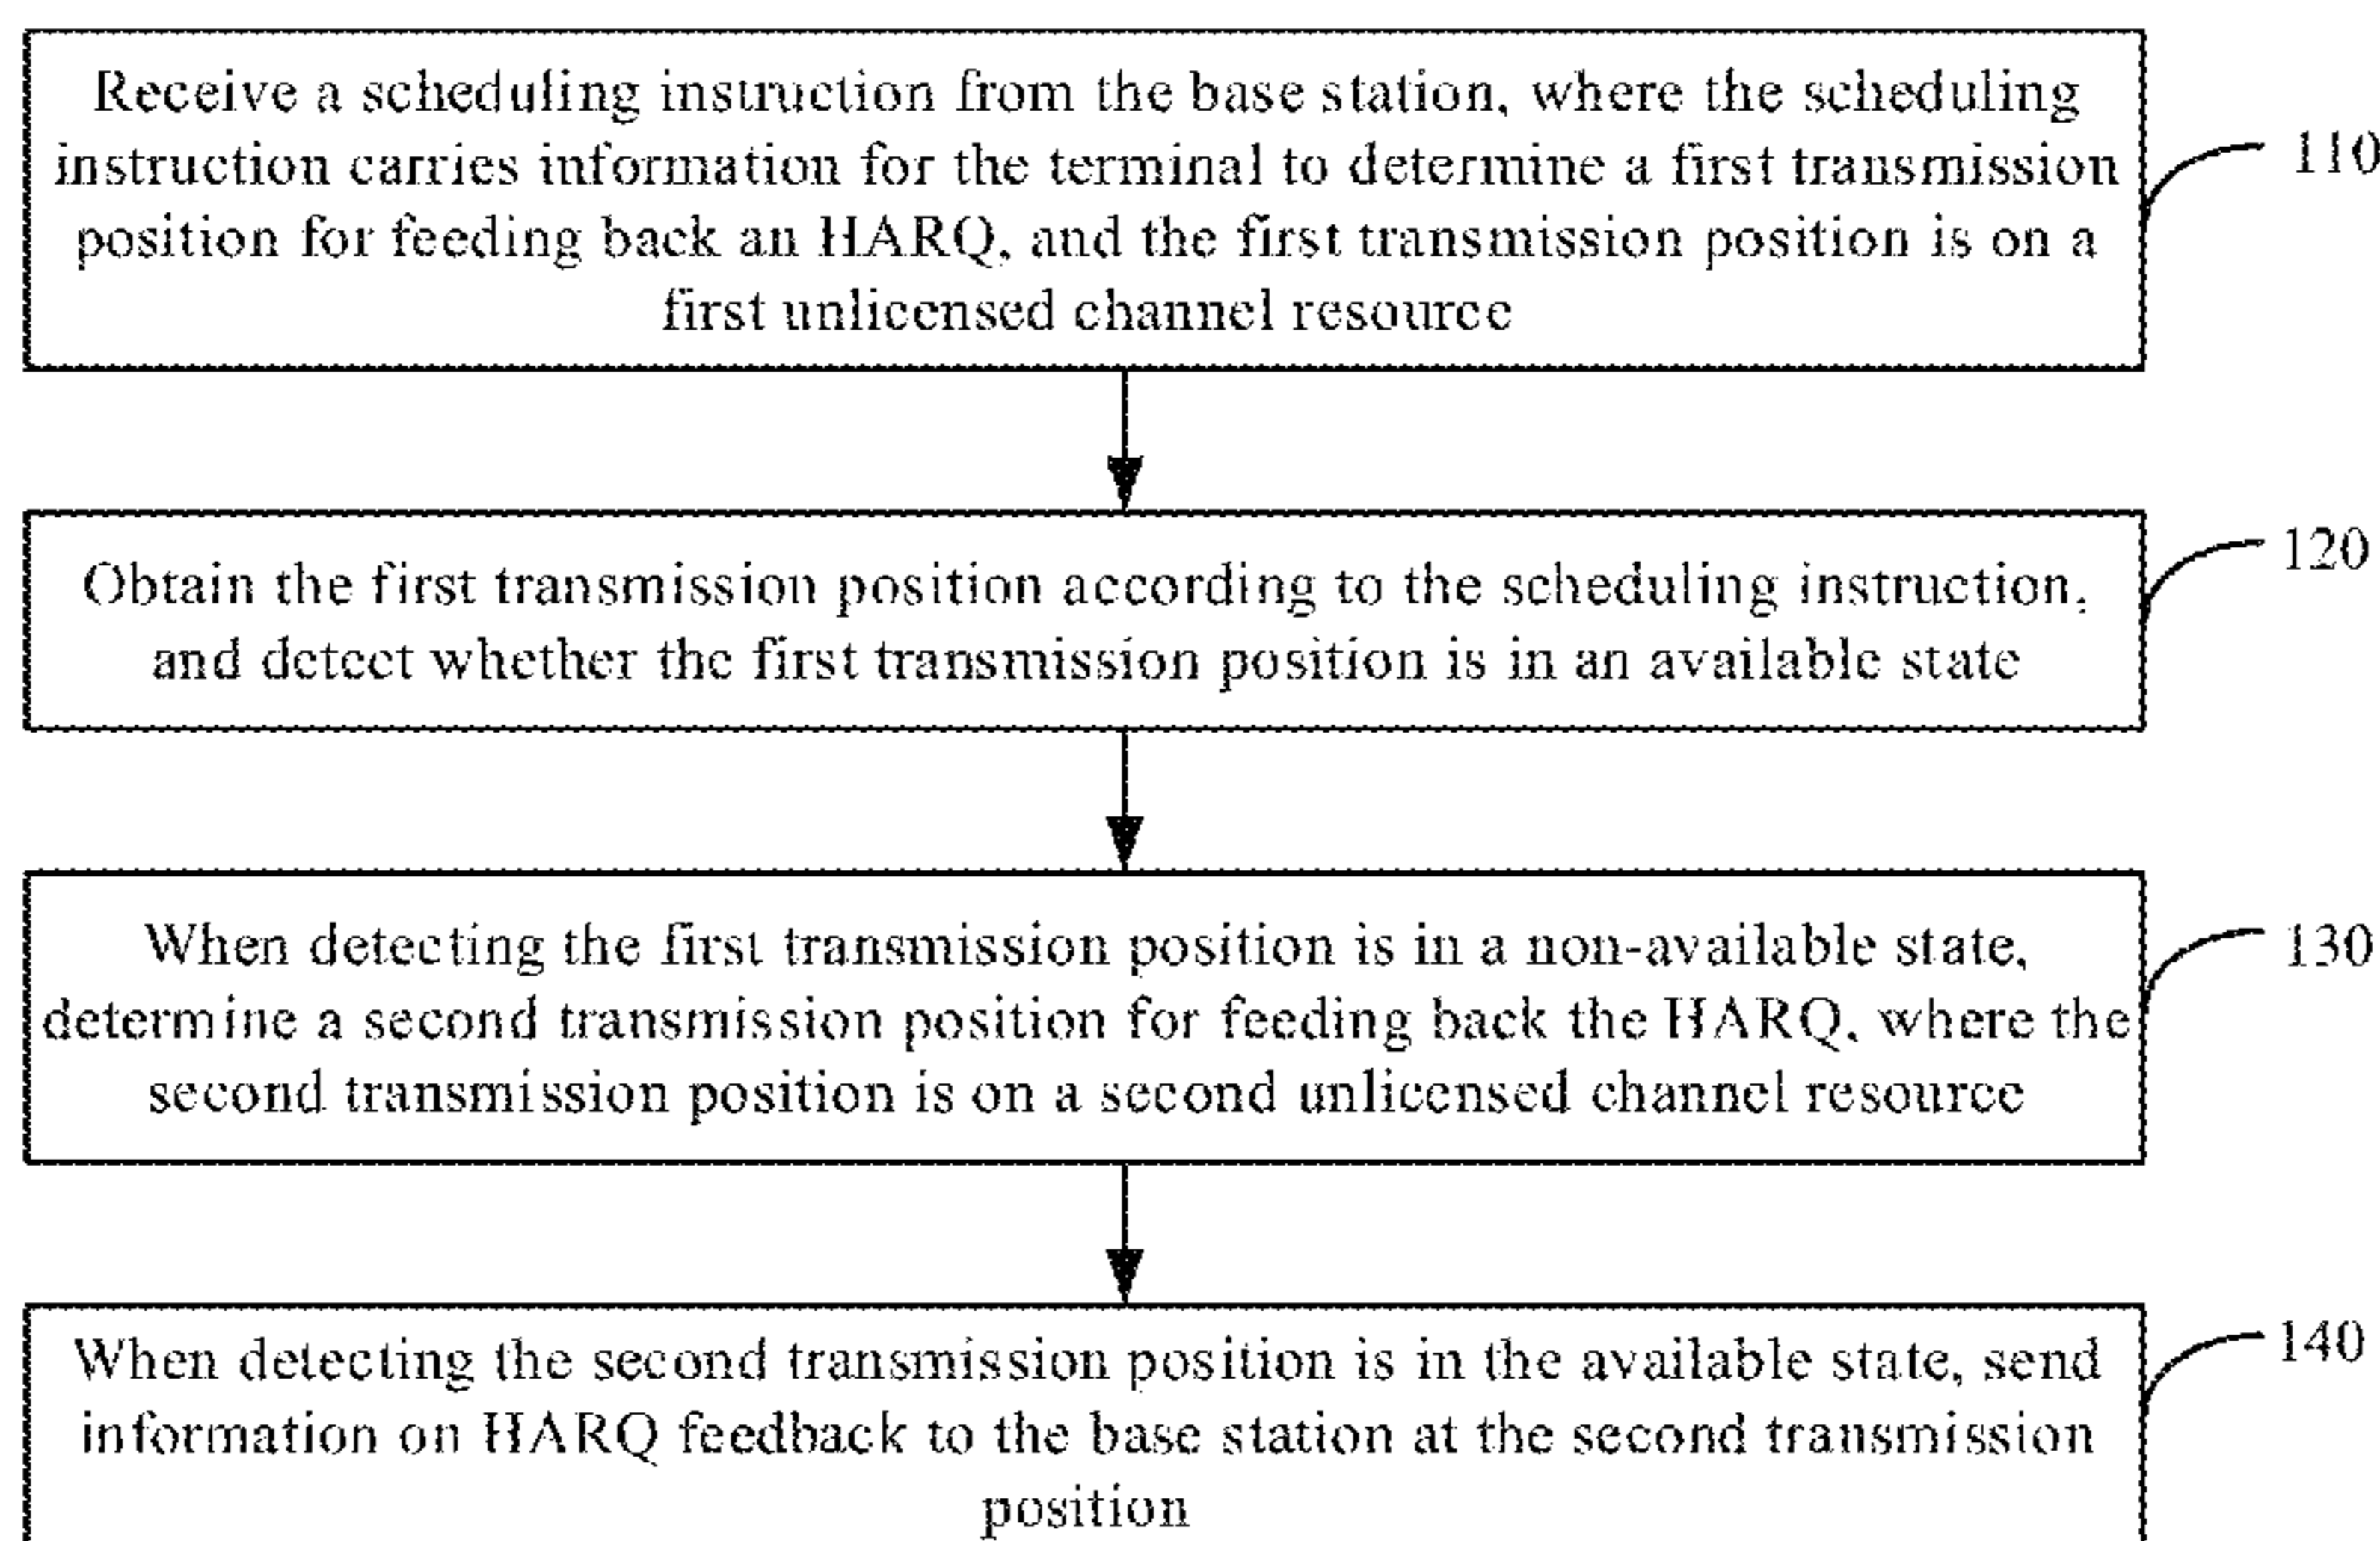 Receive a scheduling instruction from the base station, where the scheduling
instruction carries information for the terminal to determine a first transmission
position for feeding back an HARQ, and the first transmission position is on a
first unlicensed channel resource
110
Obtain the first transmission position according to the scheduling instruction,
and detect whether the first transmission position is in an available state
120
When detecting the first transmission position is in a non-available state,
determine a second transmission position for feeding back the HARQ, where the
second transmission position is on a second unlicensed channel resource
130
When detecting the second transmission position is in the available state, send
information on HARQ feedback to the base station at the second transmission
position
140